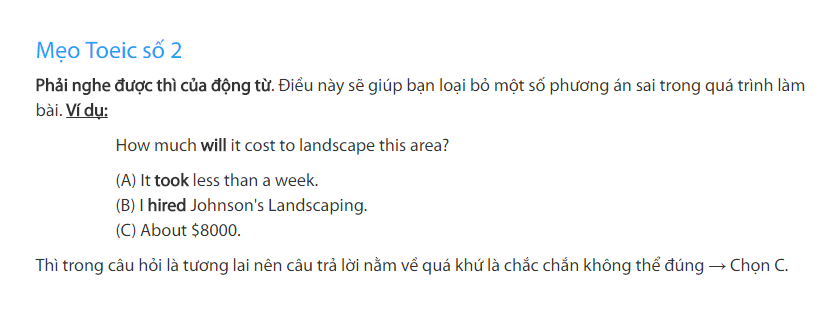 Mẹo Toeic số 2
Phải nghe được thì của động từ. Điều này sẽ giúp bạn loại bỏ một số phương án sai trong quá trình làm
bài. Ví dụ:
How much will it cost to landscape this area?
(A) It took less than a week.
(B) I hired Johnson's Landscaping.
(C) About $8000.
Thì trong câu hỏi là tương lai nên câu trả lời nằm về quá khứ là chắc chắn không thể đúng → Chọn C.